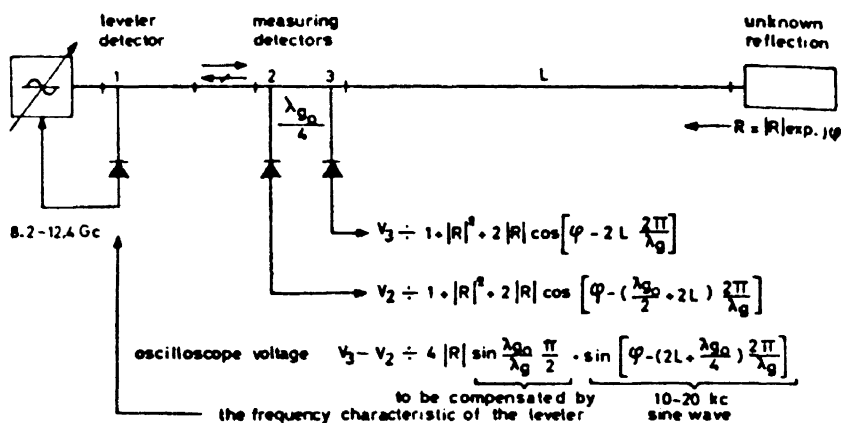 leveler detector
measuring detectors
unknown reflection
1
2
3
L
λg₀/4
R = |R| exp. jφ
8.2-12.4 Gc
V₃ ÷ 1 + |R|² + 2 |R| cos [φ - 2L 2π/λg]
V₂ ÷ 1 + |R|² + 2 |R| cos [φ - (λg₀/2 + 2L) 2π/λg]
oscilloscope voltage V₃ - V₂ ÷ 4 |R| sin λg₀/λg π/2 · sin [φ - (2L + λg₀/4) 2π/λg]
to be compensated by the frequency characteristic of the leveler
10-20 kc sine wave